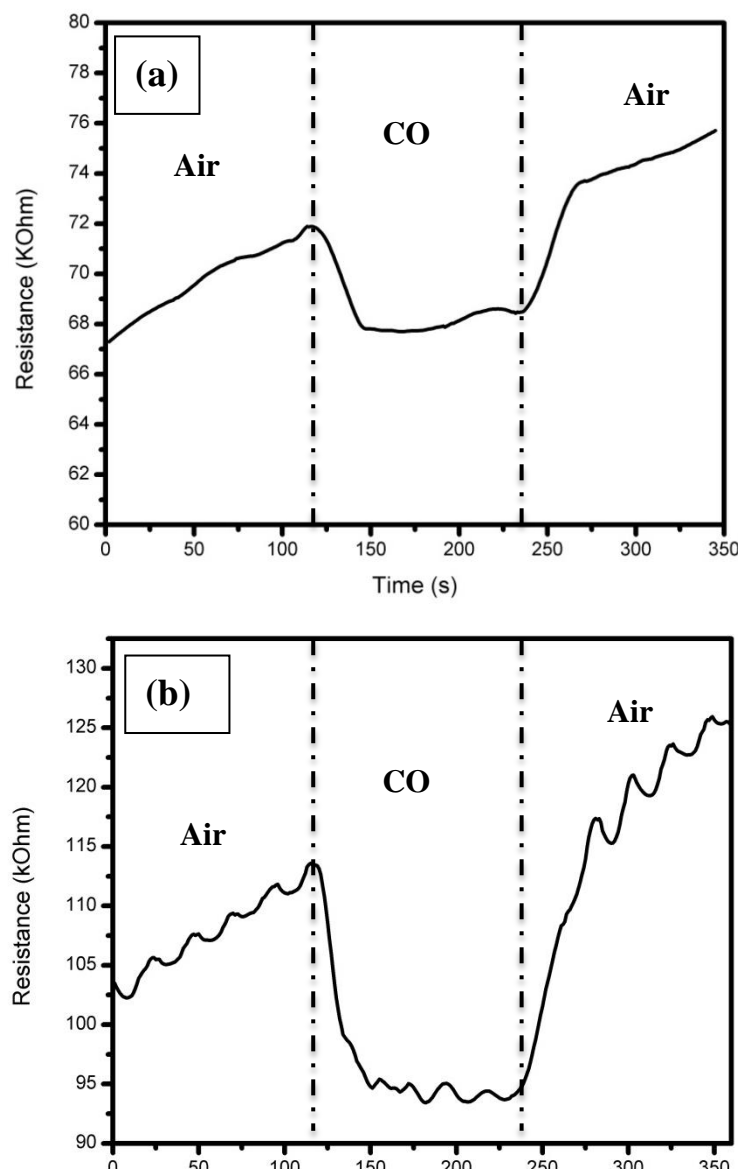 80
(a)
78
Air
76
CO
Air
74
72
70
68
66
64
62
60
Resistance (KOhm)
0 50 100 150 200 250 300 350
Time (s)
130
(b)
125
Air
120
CO
115
Air
110
105
100
95
90
Resistance (kOhm)
0 50 100 150 200 250 300 350